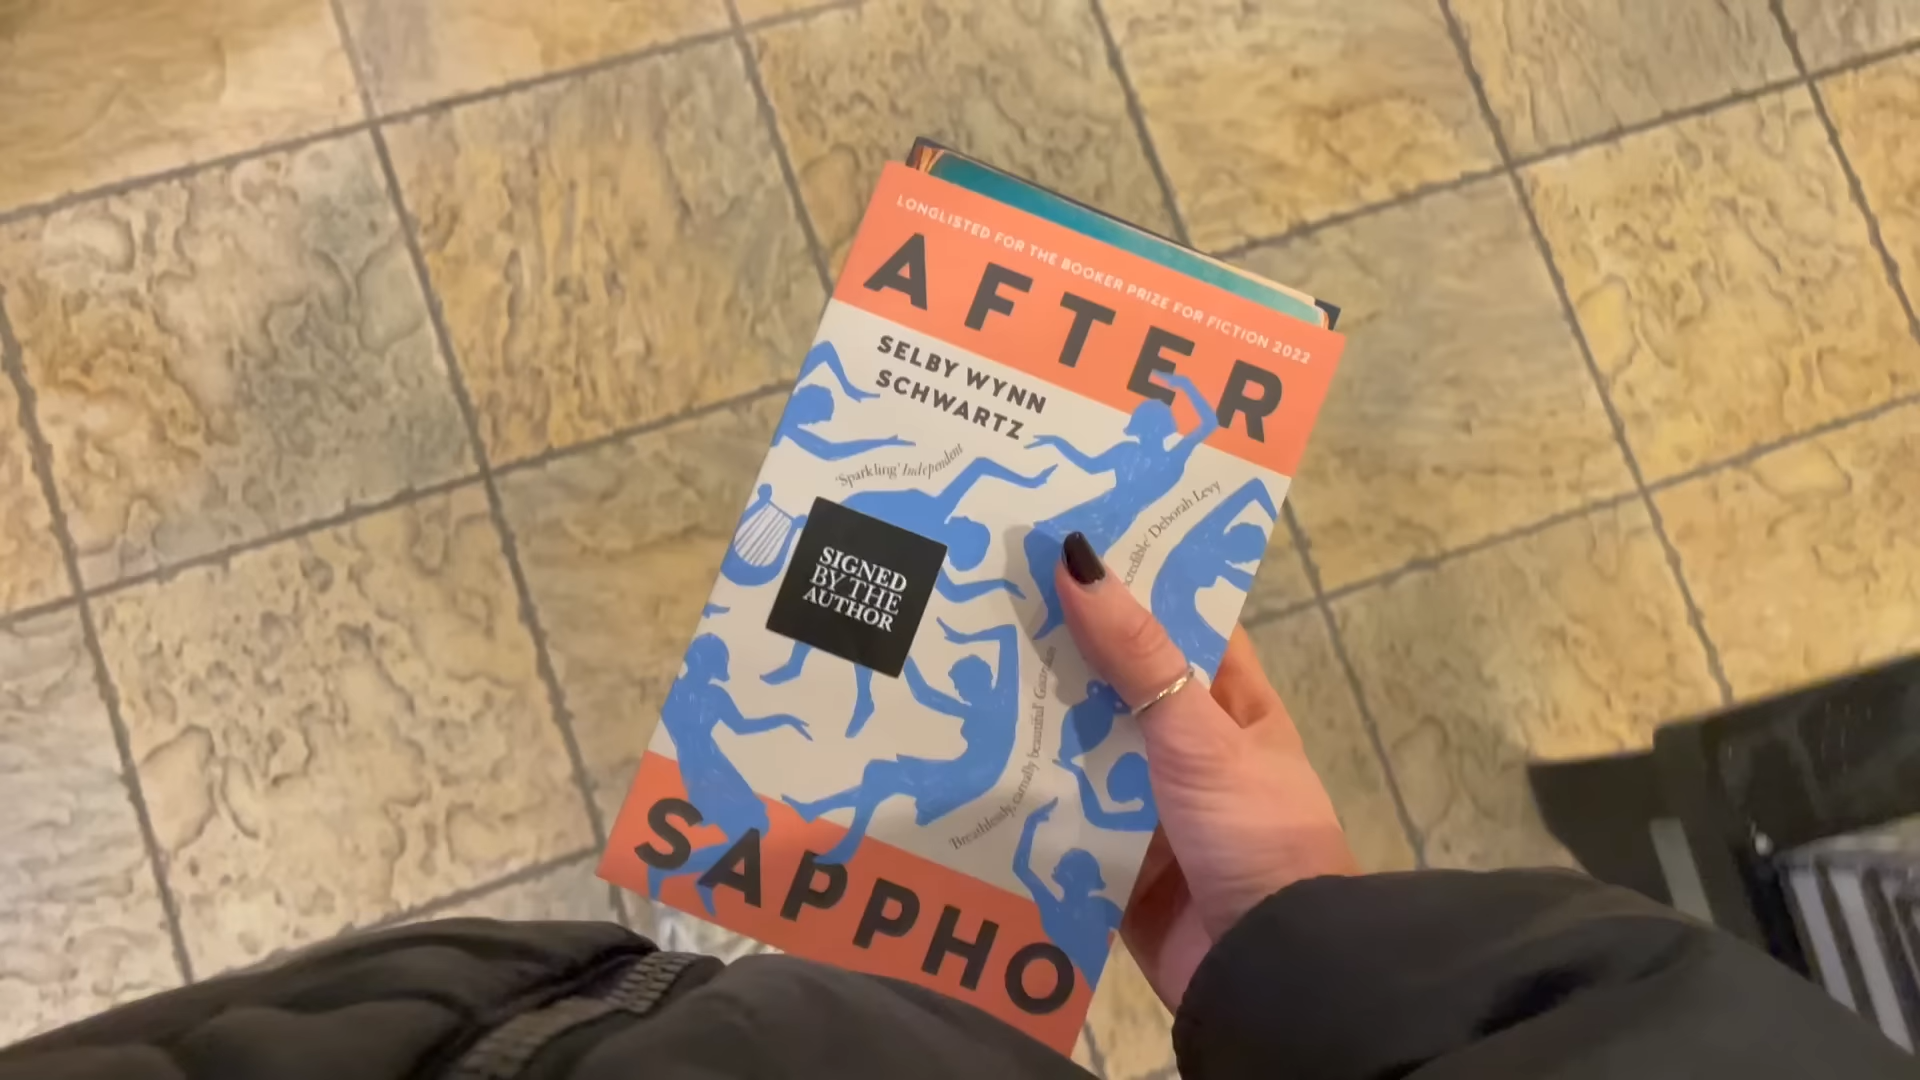 LONGLISTED FOR THE BOOKER PRIZE FOR FICTION 2022
AFTER
SELBY WYNN
SCHWARTZ
'Sparkling' Independent
Deborah Levy
SIGNED
BY THE
AUTHOR
'Breathlessly, carnally beautiful' Guardian
SAPPHO